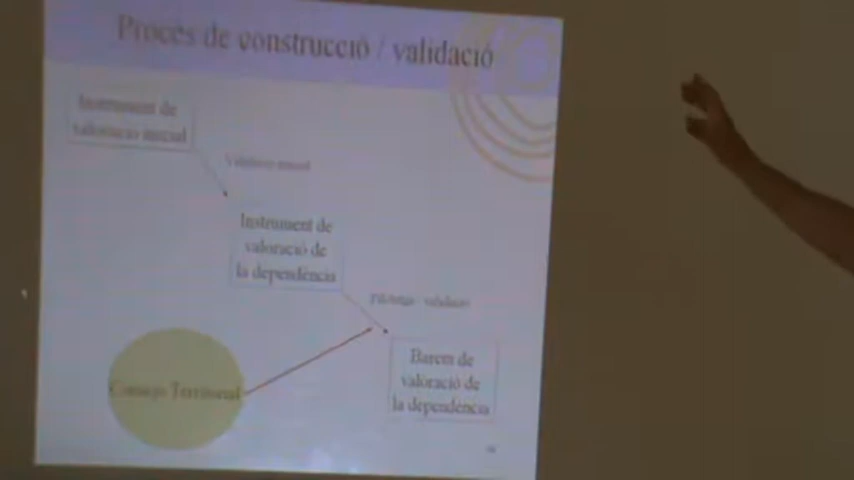 Procés de construcció / validació
Instrument de
valoració inicial
Validació inicial
Instrument de
valoració de
la dependència
validació
Barem de
valoració de
la dependència
Consejo Territorial